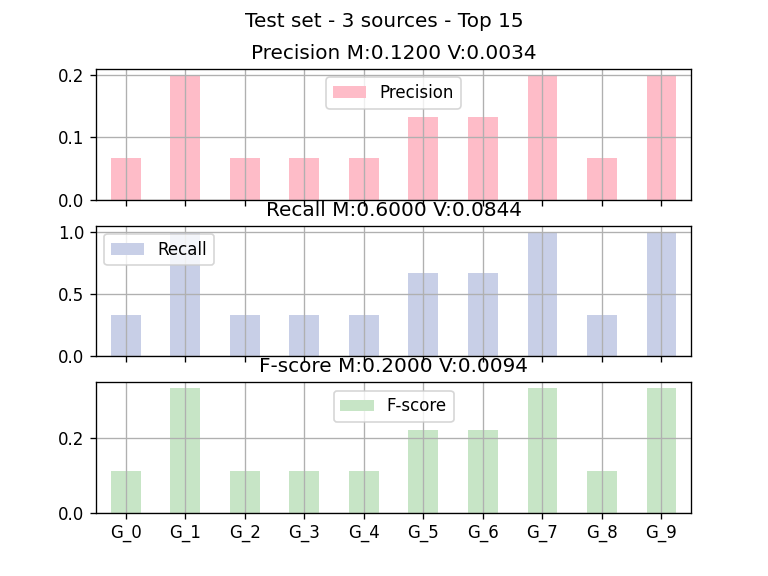 Test set - 3 sources - Top 15
Precision M:0.1200 V:0.0034
0.2
0.1
0.0
Precision
Recall M:0.6000 V:0.0844
1.0
0.5
0.0
Recall
F-score M:0.2000 V:0.0094
0.2
0.0
F-score
G_0 G_1 G_2 G_3 G_4 G_5 G_6 G_7 G_8 G_9